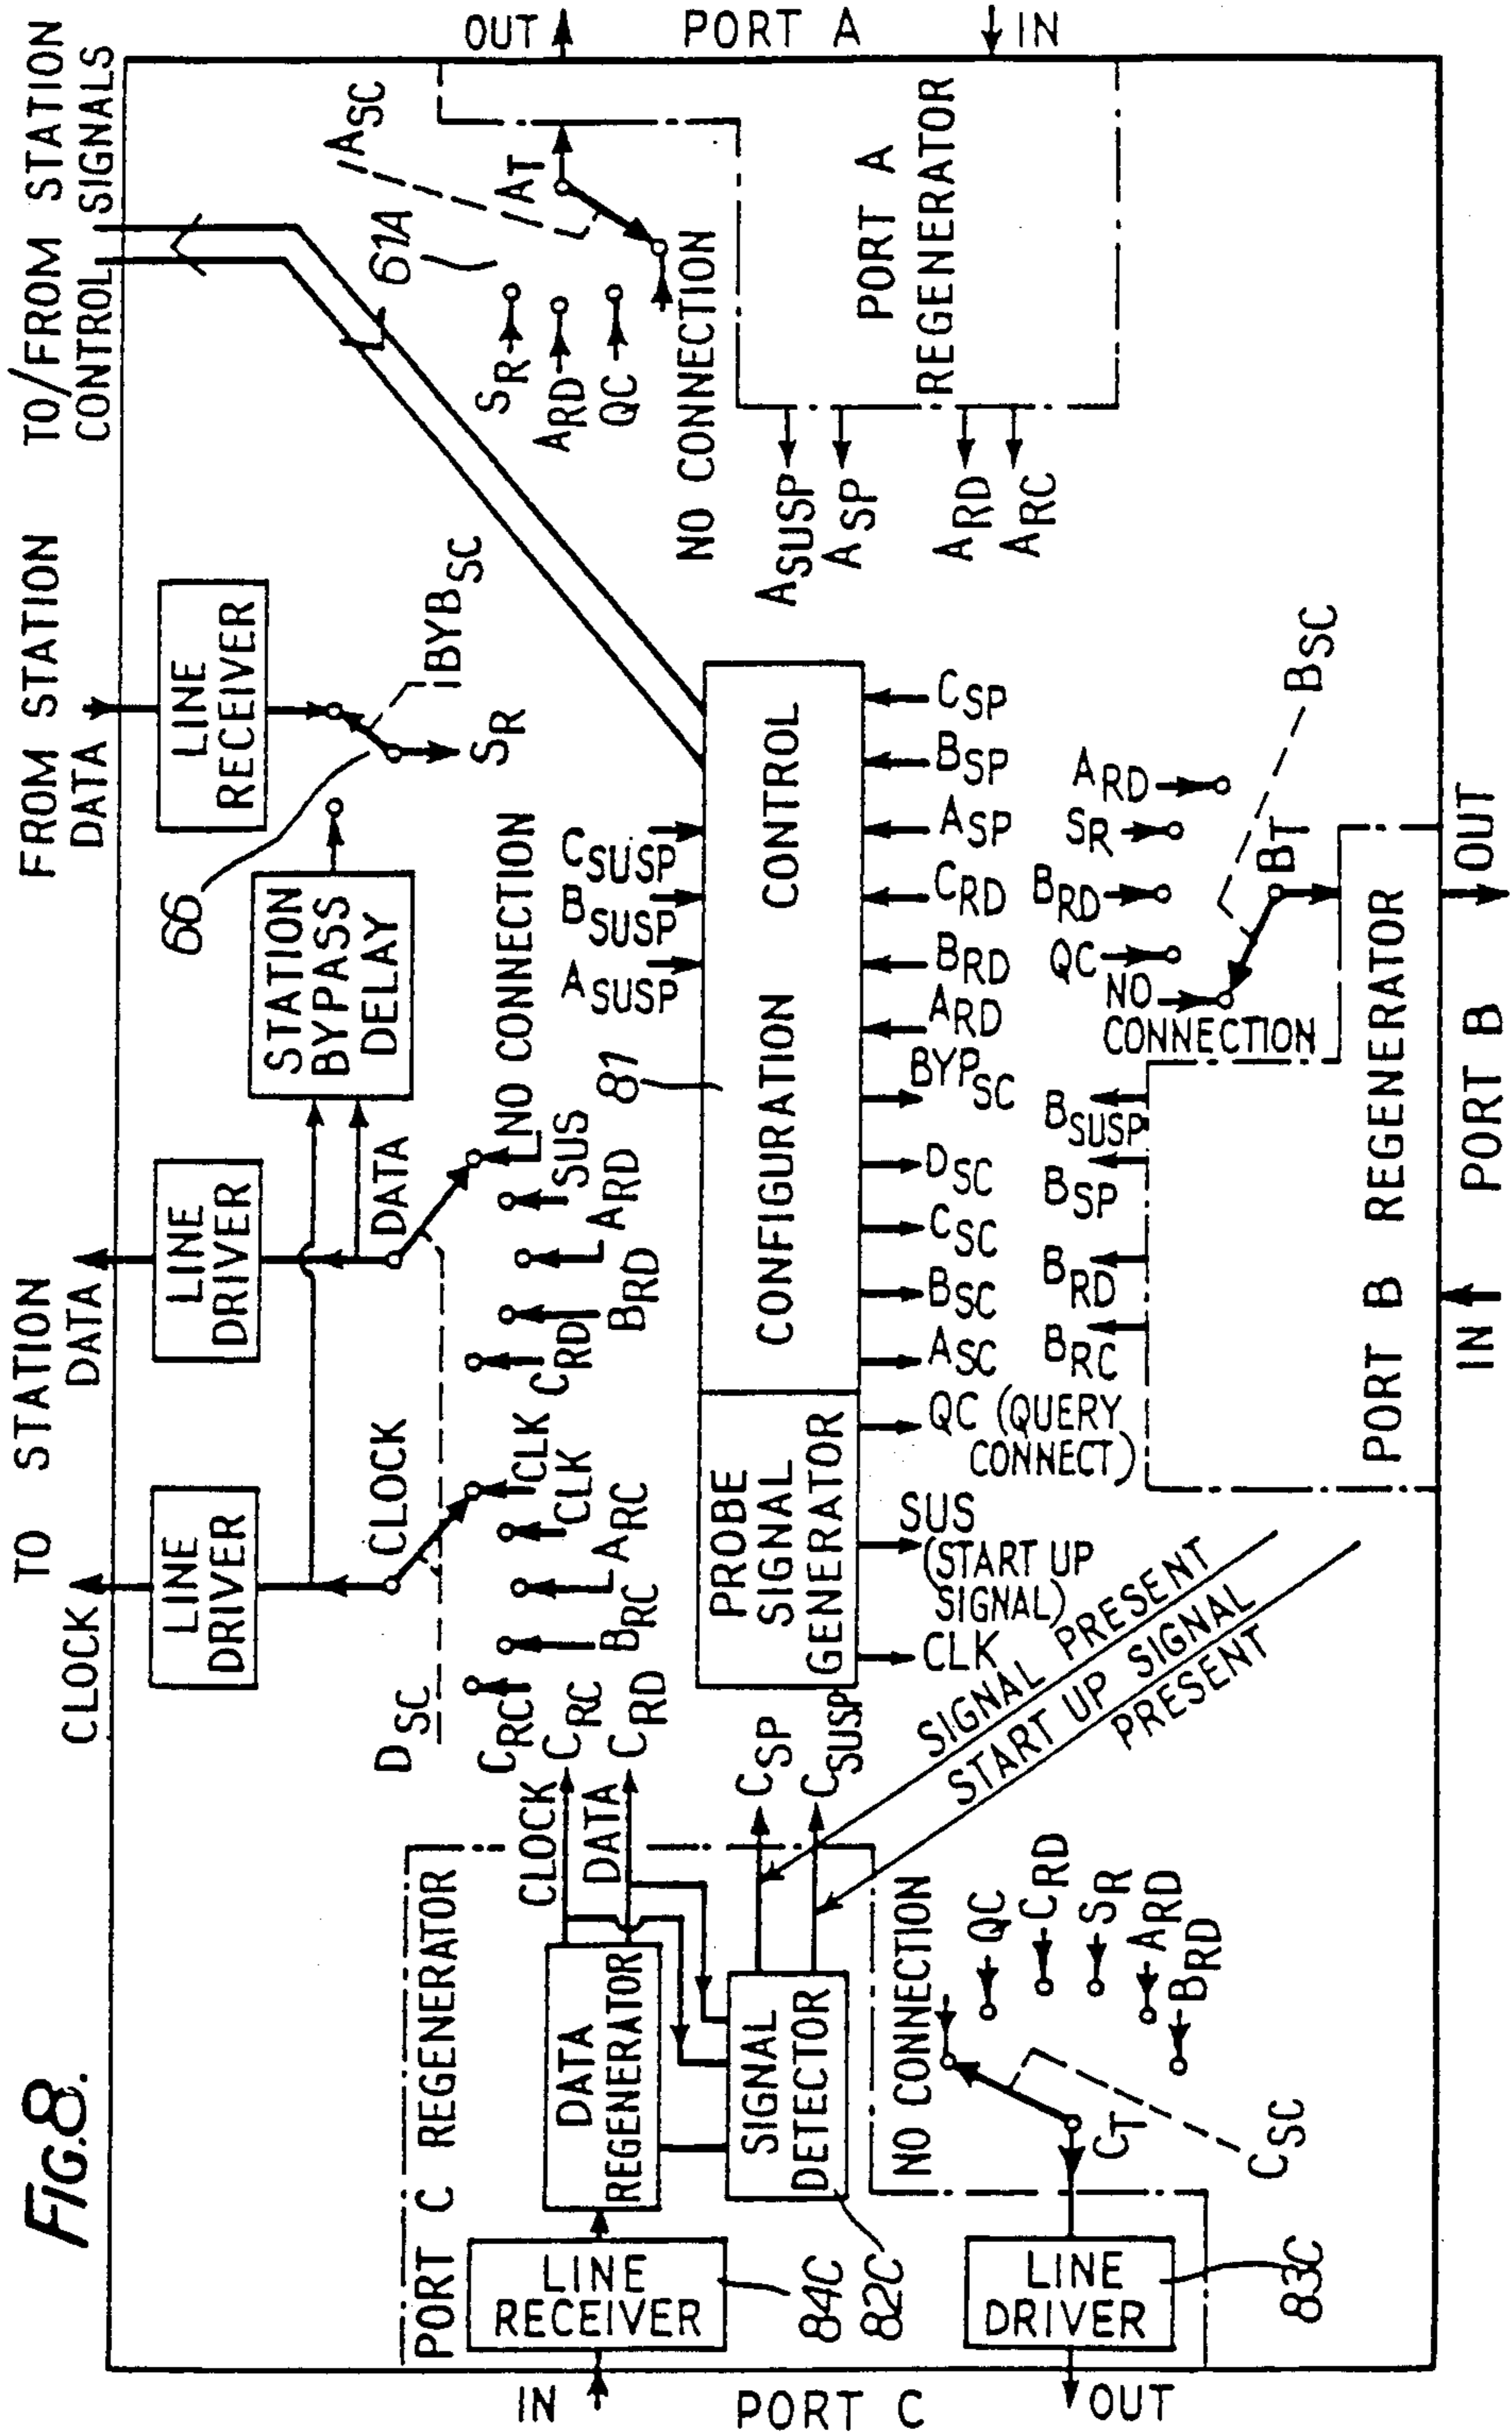 FIG.8.
TO STATION
CLOCK
DATA
FROM STATION
DATA
TO/FROM STATION
CONTROL SIGNALS
LINE
DRIVER
LINE
DRIVER
STATION
BYPASS
DELAY
LINE
RECEIVER
66
iBYB SC
SR
CLOCK
DATA
DSC
CRC
BRC
ARC
CLK
CLK
CRD
BRD
ARD
SUS
NO CONNECTION
61A
ASC
AT
SR
ARD
QC
NO CONNECTION
OUT
PORT A
IN
PORT A
REGENERATOR
ASUSP
ASP
ARD
ARC
PORT C REGENERATOR
CLOCK
CRC
DATA
CRD
LINE
RECEIVER
DATA
REGENERATOR
SIGNAL
DETECTOR
CSP
CSUSP
SIGNAL PRESENT
START UP SIGNAL
PRESENT
84C
82C
IN
PORT C
OUT
LINE
DRIVER
83C
NO CONNECTION
QC
CRD
SR
ARD
BRD
CT
CSC
81
ASUSP
BSUSP
CSUSP
PROBE
SIGNAL
GENERATOR
CONFIGURATION CONTROL
CLK
SUS
(START UP
SIGNAL)
QC (QUERY
CONNECT)
ASC
BSC
CSC
DSC
BYPSC
ARD
BRD
CRD
ASP
BSP
CSP
BRC
BRD
BSP
BSUSP
NO
CONNECTION
QC
BRD
SR
ARD
BT
BSC
PORT B REGENERATOR
IN
PORT B
OUT